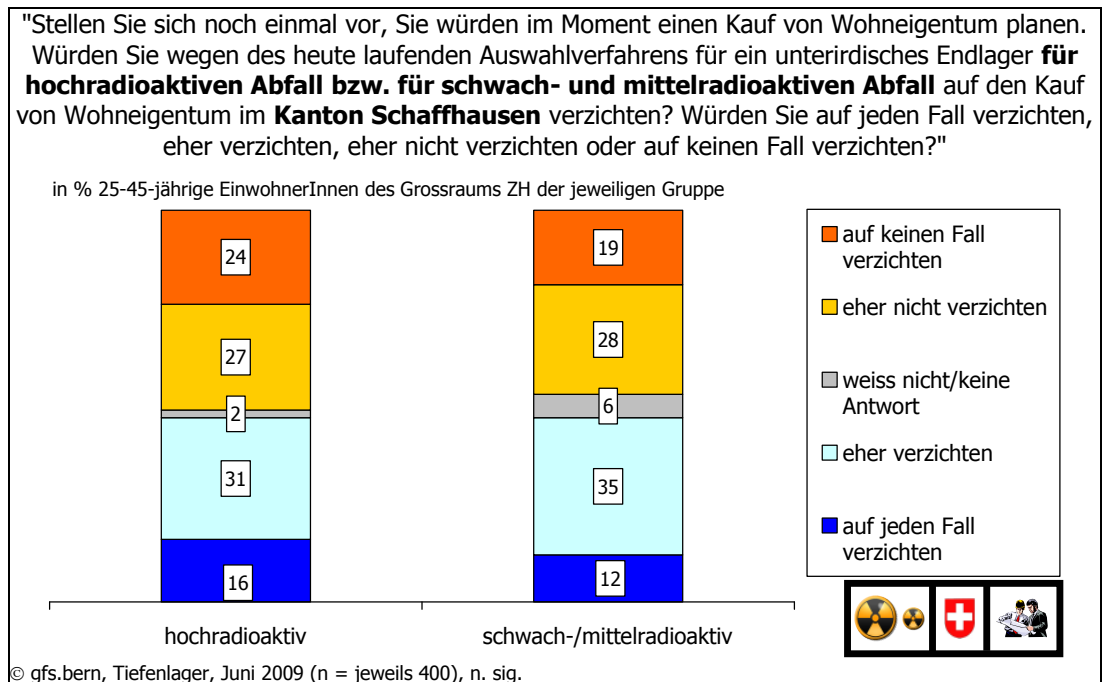 "Stellen Sie sich noch einmal vor, Sie würden im Moment einen Kauf von Wohneigentum planen.
Würden Sie wegen des heute laufenden Auswahlverfahrens für ein unterirdisches Endlager für
hochradioaktiven Abfall bzw. für schwach- und mittelradioaktiven Abfall auf den Kauf
von Wohneigentum im Kanton Schaffhausen verzichten? Würden Sie auf jeden Fall verzichten,
eher verzichten, eher nicht verzichten oder auf keinen Fall verzichten?"
in % 25-45-jährige EinwohnerInnen des Grossraums ZH der jeweiligen Gruppe
24
27
2
31
16
19
28
6
35
12
hochradioaktiv
schwach-/mittelradioaktiv
auf keinen Fall
verzichten
eher nicht verzichten
weiss nicht/keine
Antwort
eher verzichten
auf jeden Fall
verzichten
© gfs.bern, Tiefenlager, Juni 2009 (n = jeweils 400), n. sig.